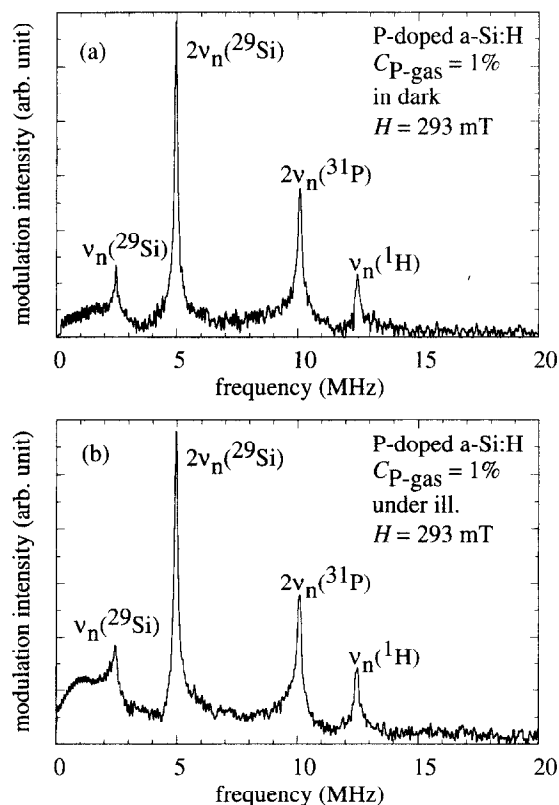 (a)
2νn(29Si)
P-doped a-Si:H
CP-gas = 1%
in dark
H = 293 mT
2νn(31P)
νn(29Si)
νn(1H)
modulation intensity (arb. unit)
0 5 10 15 20
frequency (MHz)
(b)
2νn(29Si)
P-doped a-Si:H
CP-gas = 1%
under ill.
H = 293 mT
2νn(31P)
νn(29Si)
νn(1H)
modulation intensity (arb. unit)
0 5 10 15 20
frequency (MHz)